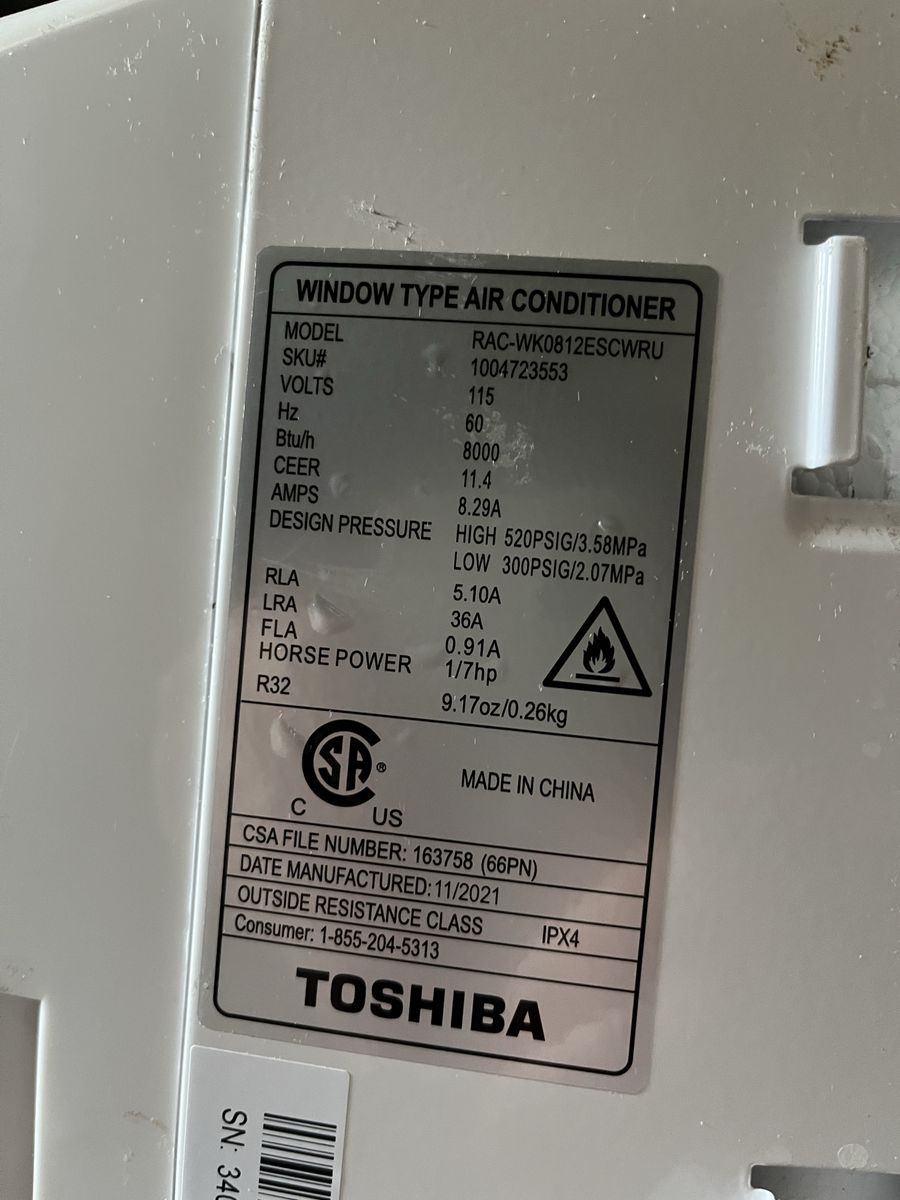 WINDOW TYPE AIR CONDITIONER
MODEL RAC-WK0812ESCWRU
SKU# 1004723553
VOLTS 115
Hz 60
Btu/h 8000
CEER 11.4
AMPS 8.29A
DESIGN PRESSURE HIGH 520PSIG/3.58MPa
LOW 300PSIG/2.07MPa
RLA 5.10A
LRA 36A
FLA 0.91A
HORSE POWER 1/7hp
R32 9.17oz/0.26kg
CSA ®
C US
MADE IN CHINA
CSA FILE NUMBER: 163758 (66PN)
DATE MANUFACTURED:11/2021
OUTSIDE RESISTANCE CLASS IPX4
Consumer: 1-855-204-5313
TOSHIBA
SN: 340